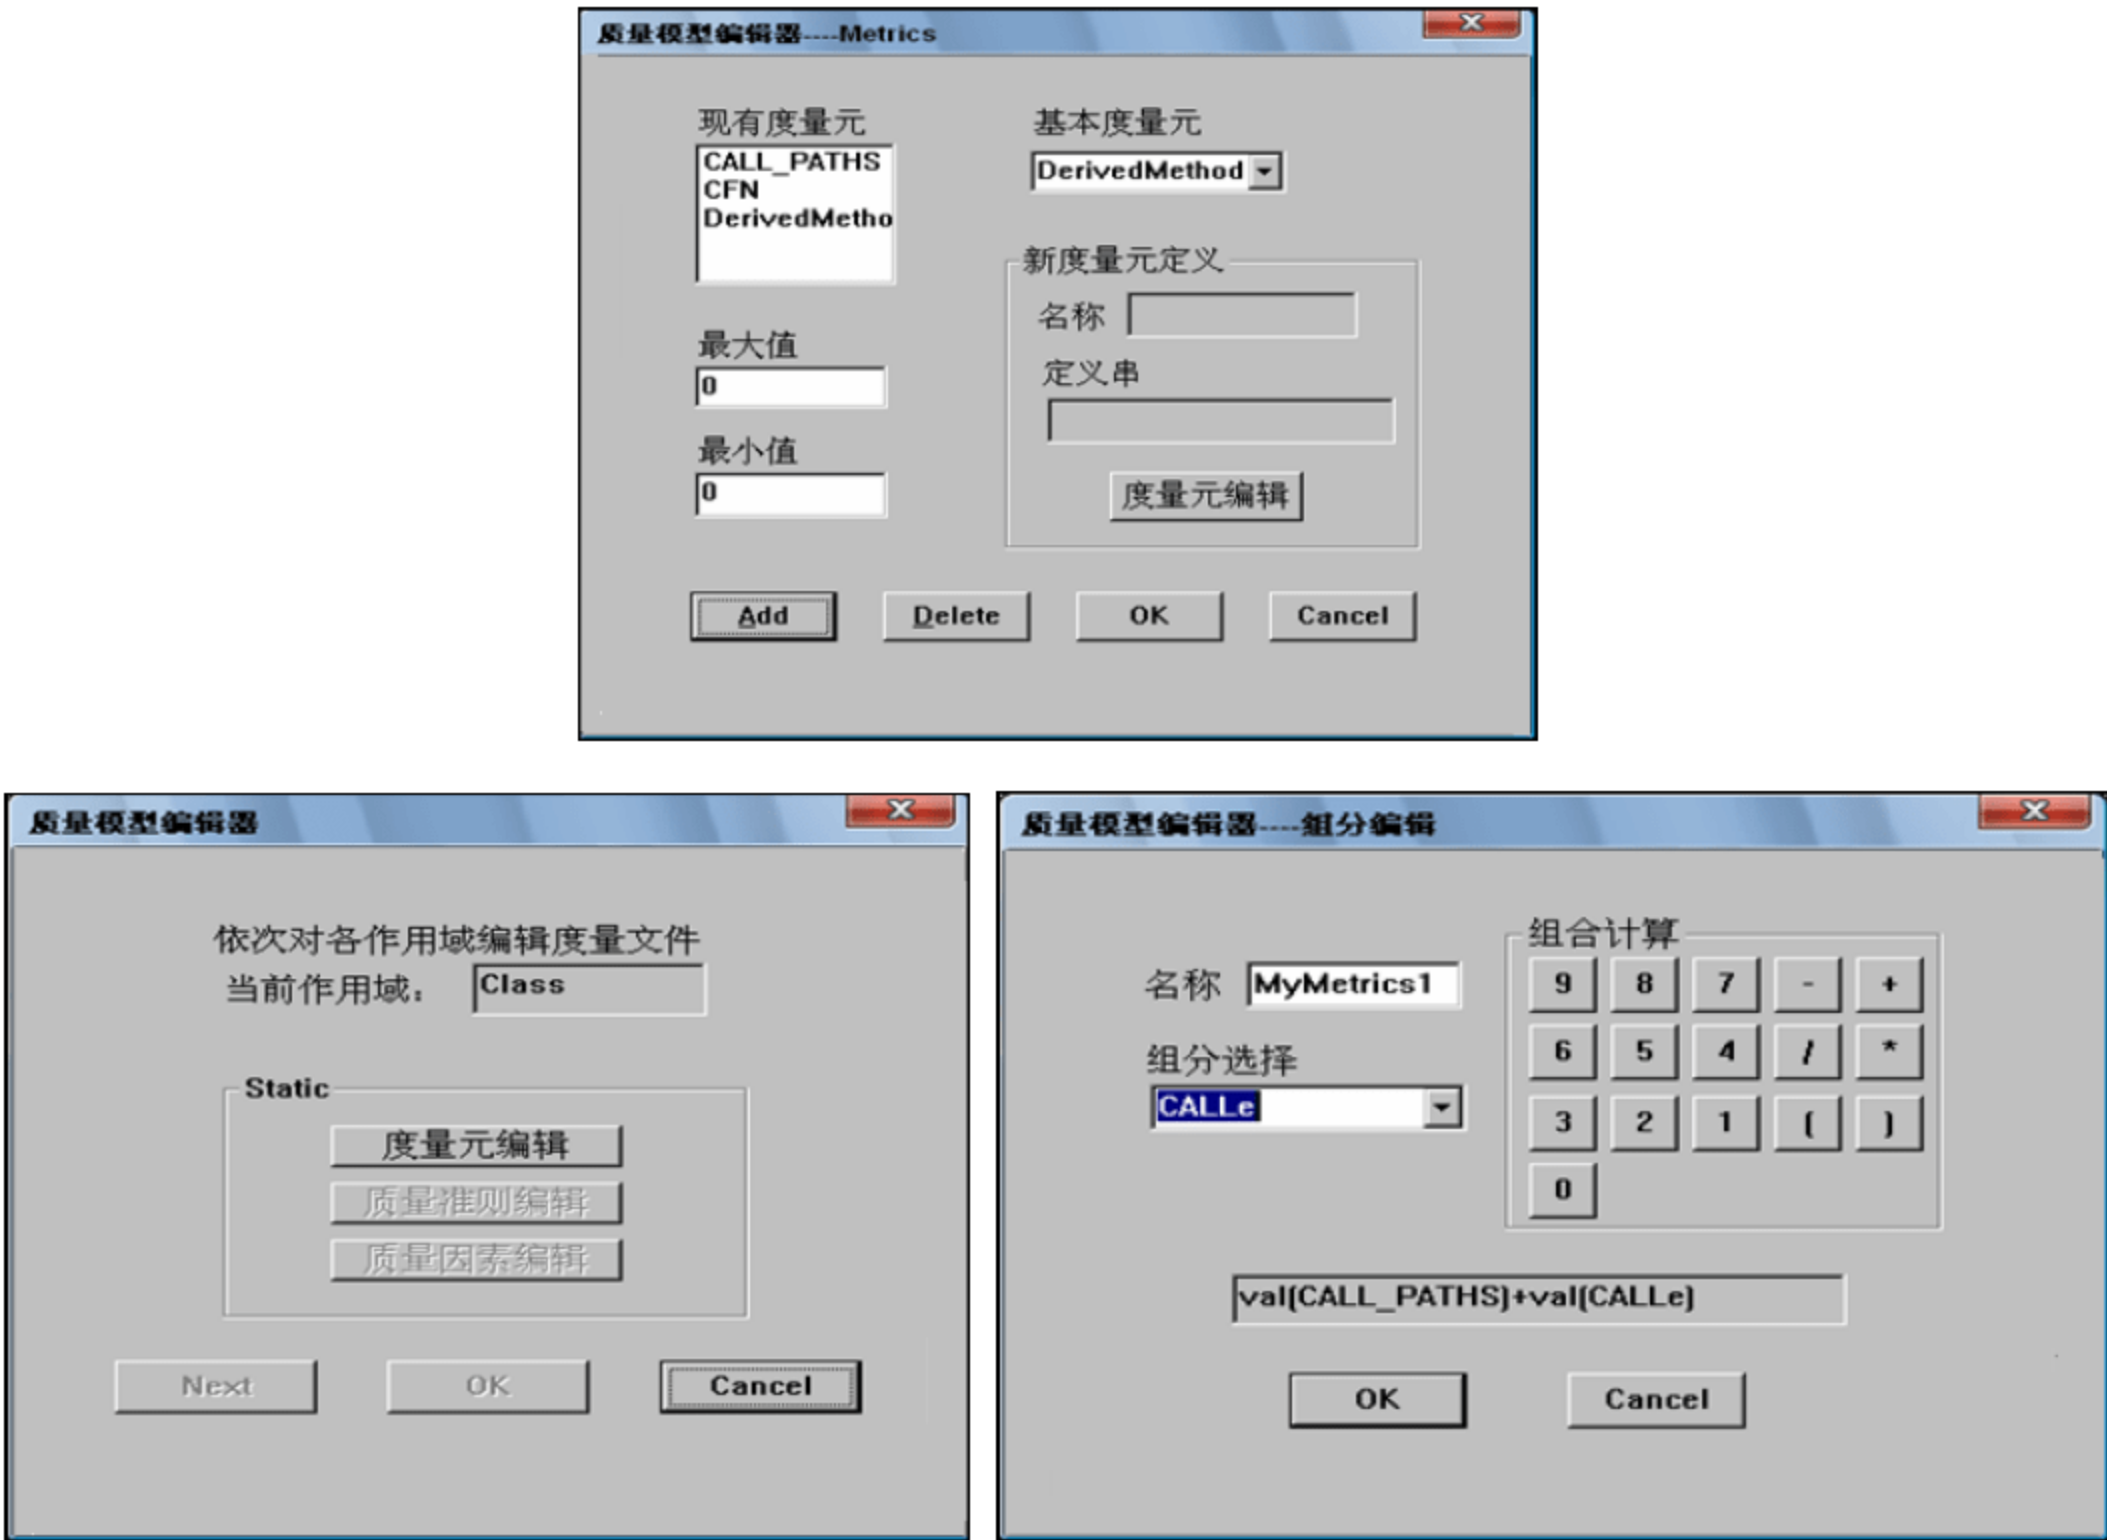 质量模型编辑器----Metrics
现有度量元
CALL_PATHS
CFN
DerivedMetho
基本度量元
DerivedMethod
新度量元定义
名称
定义串
度量元编辑
最大值
0
最小值
0
Add Delete OK Cancel
质量模型编辑器
依次对各作用域编辑度量文件
当前作用域： Class
Static
度量元编辑
质量准则编辑
质量因素编辑
Next OK Cancel
质量模型编辑器----组分编辑
名称 MyMetrics1
组分选择
CALLe
组合计算
9 8 7 - +
6 5 4 / *
3 2 1 ( )
0
val(CALL_PATHS)+val(CALLe)
OK Cancel